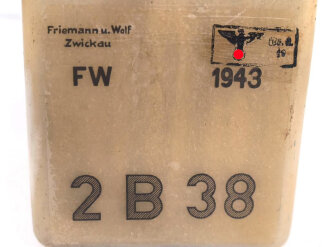 Friemann u. Wolf
Zwickau
FW
1943
2 B 38